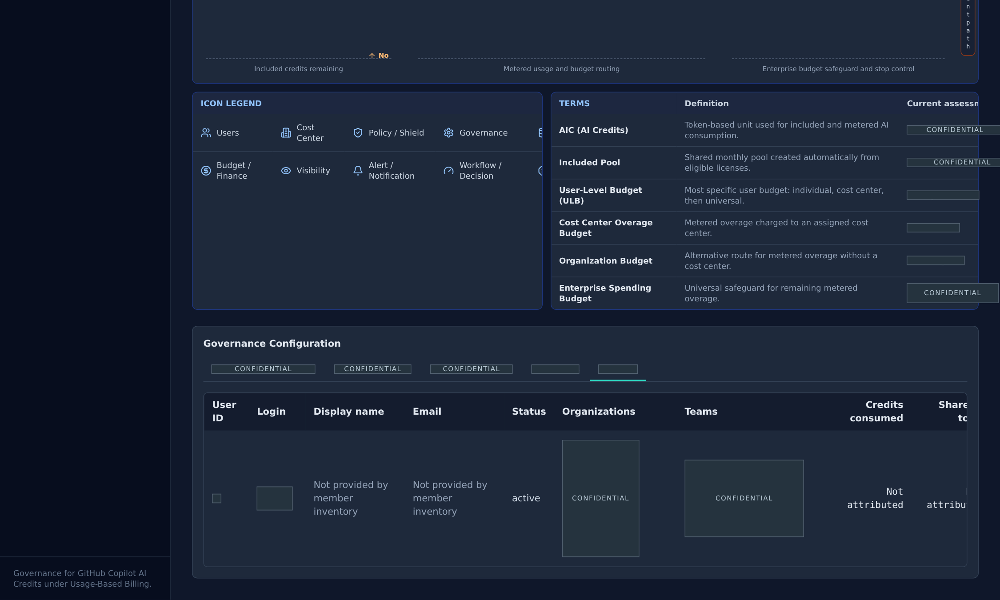 n
t
p
a
t
h
No
Included credits remaining
Metered usage and budget routing
Enterprise budget safeguard and stop control
ICON LEGEND
Users
Cost
Center
Policy / Shield
Governance
Budget /
Finance
Visibility
Alert /
Notification
Workflow /
Decision
TERMS
Definition
Current assessn
AIC (AI Credits)
Token-based unit used for included and metered AI
consumption.
CONFIDENTIAL
Included Pool
Shared monthly pool created automatically from
eligible licenses.
CONFIDENTIAL
User-Level Budget
(ULB)
Most specific user budget: individual, cost center,
then universal.
Cost Center Overage
Budget
Metered overage charged to an assigned cost
center.
Organization Budget
Alternative route for metered overage without a
cost center.
Enterprise Spending
Budget
Universal safeguard for remaining metered
overage.
CONFIDENTIAL
Governance Configuration
CONFIDENTIAL
CONFIDENTIAL
CONFIDENTIAL
User
ID
Login
Display name
Email
Status
Organizations
Teams
Credits
consumed
Share
to
Not provided by
member
inventory
Not provided by
member
inventory
active
CONFIDENTIAL
CONFIDENTIAL
Not
attributed
attribu
Governance for GitHub Copilot AI
Credits under Usage-Based Billing.